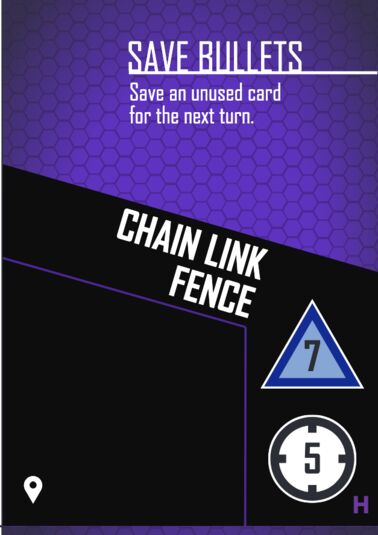 SAVE BULLETS
Save an unused card
for the next turn.
CHAIN LINK
FENCE
7
5
H